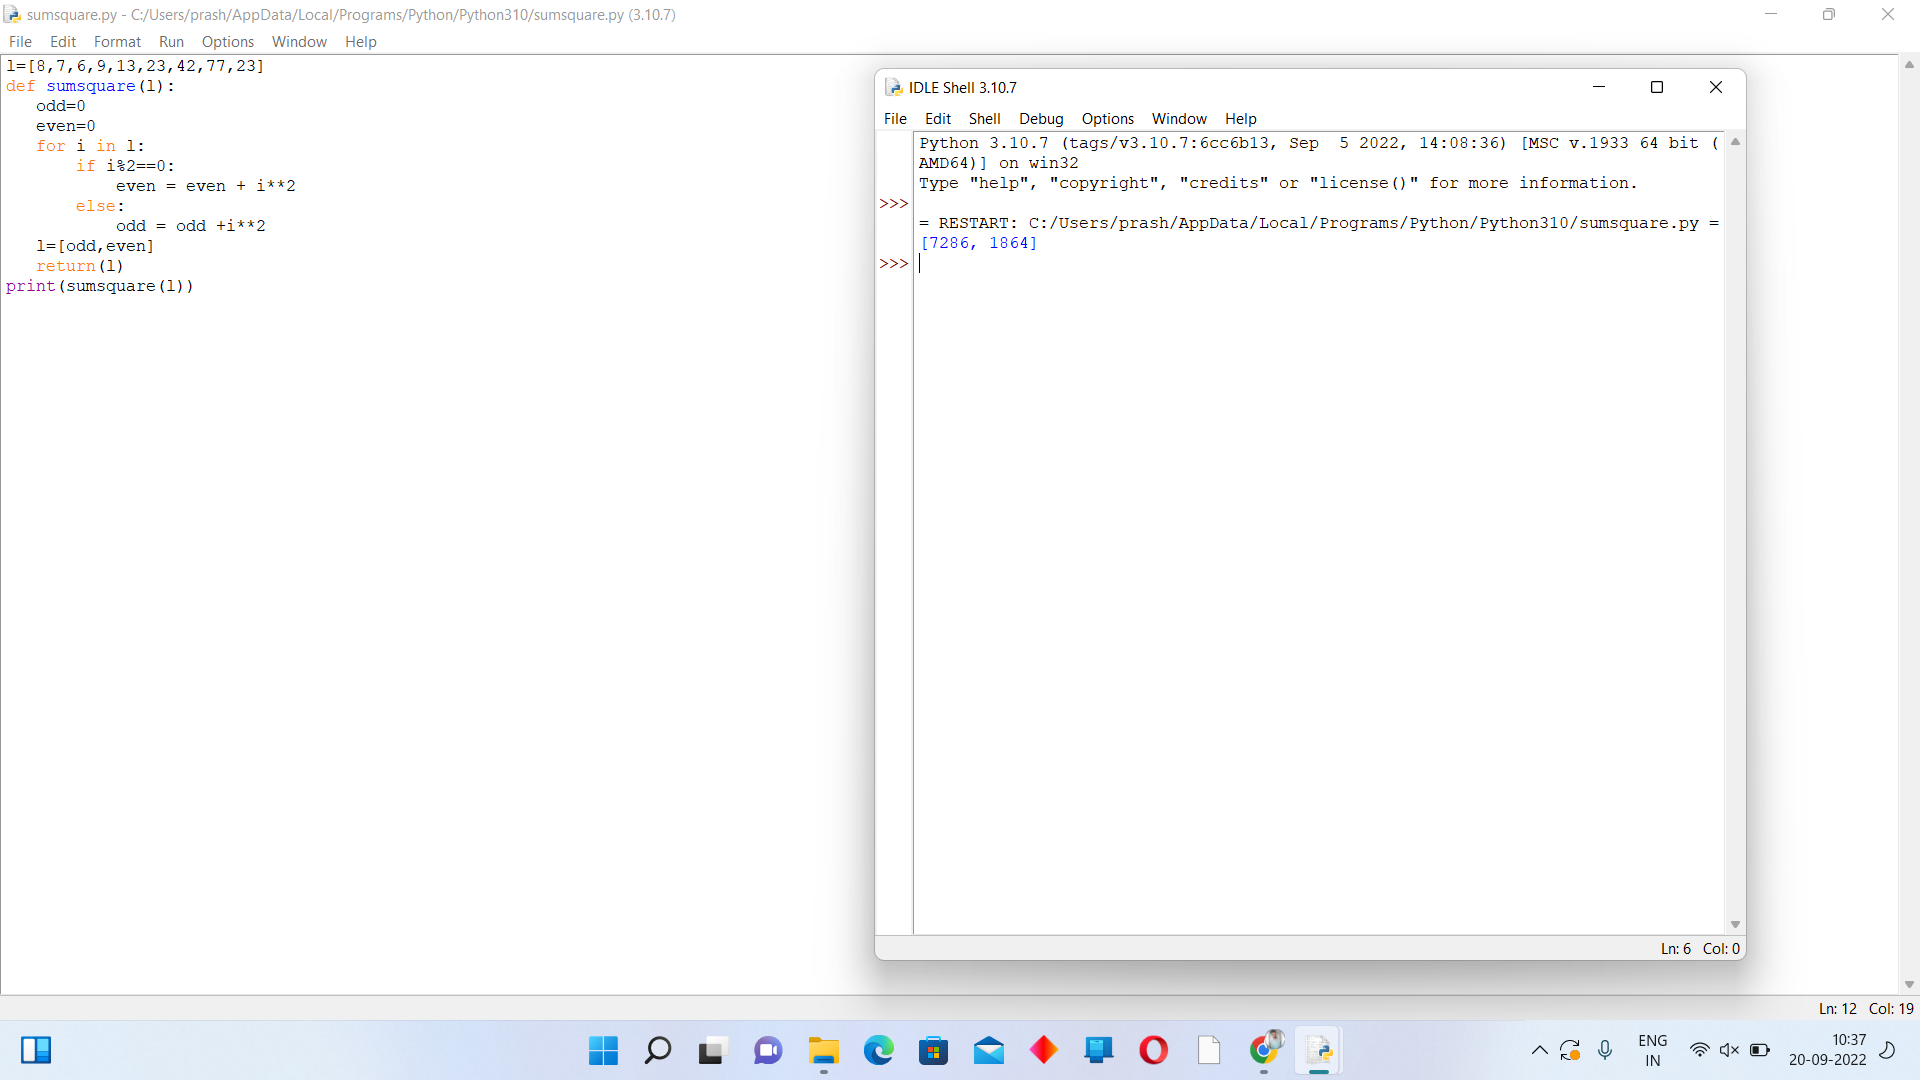 sumsquare.py - C:/Users/prash/AppData/Local/Programs/Python/Python310/sumsquare.py (3.10.7)
File Edit Format Run Options Window Help
l=[8,7,6,9,13,23,42,77,23]
def sumsquare(l):
   odd=0
   even=0
   for i in l:
       if i%2==0:
           even = even + i**2
       else:
           odd = odd +i**2
   l=[odd,even]
   return(l)
print(sumsquare(l))
IDLE Shell 3.10.7
File Edit Shell Debug Options Window Help
Python 3.10.7 (tags/v3.10.7:6cc6b13, Sep  5 2022, 14:08:36) [MSC v.1933 64 bit (
AMD64)] on win32
Type "help", "copyright", "credits" or "license()" for more information.
>>>
= RESTART: C:/Users/prash/AppData/Local/Programs/Python/Python310/sumsquare.py =
[7286, 1864]
>>>
Ln: 6 Col: 0
Ln: 12 Col: 19
ENG
IN
10:37
20-09-2022